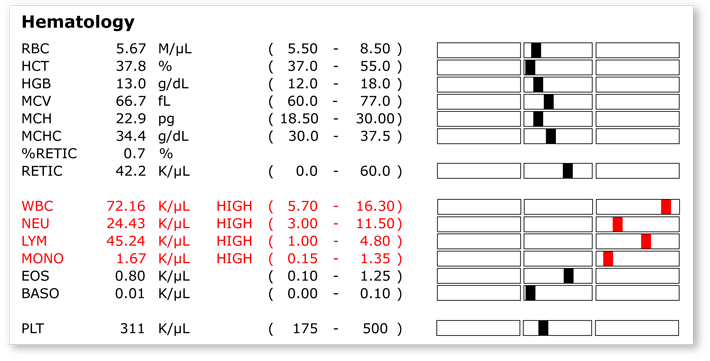 Hematology
RBC 5.67 M/µL ( 5.50 - 8.50 )
HCT 37.8 % ( 37.0 - 55.0 )
HGB 13.0 g/dL ( 12.0 - 18.0 )
MCV 66.7 fL ( 60.0 - 77.0 )
MCH 22.9 pg ( 18.50 - 30.00 )
MCHC 34.4 g/dL ( 30.0 - 37.5 )
%RETIC 0.7 %
RETIC 42.2 K/µL ( 0.0 - 60.0 )
WBC 72.16 K/µL HIGH ( 5.70 - 16.30 )
NEU 24.43 K/µL HIGH ( 3.00 - 11.50 )
LYM 45.24 K/µL HIGH ( 1.00 - 4.80 )
MONO 1.67 K/µL HIGH ( 0.15 - 1.35 )
EOS 0.80 K/µL ( 0.10 - 1.25 )
BASO 0.01 K/µL ( 0.00 - 0.10 )
PLT 311 K/µL ( 175 - 500 )